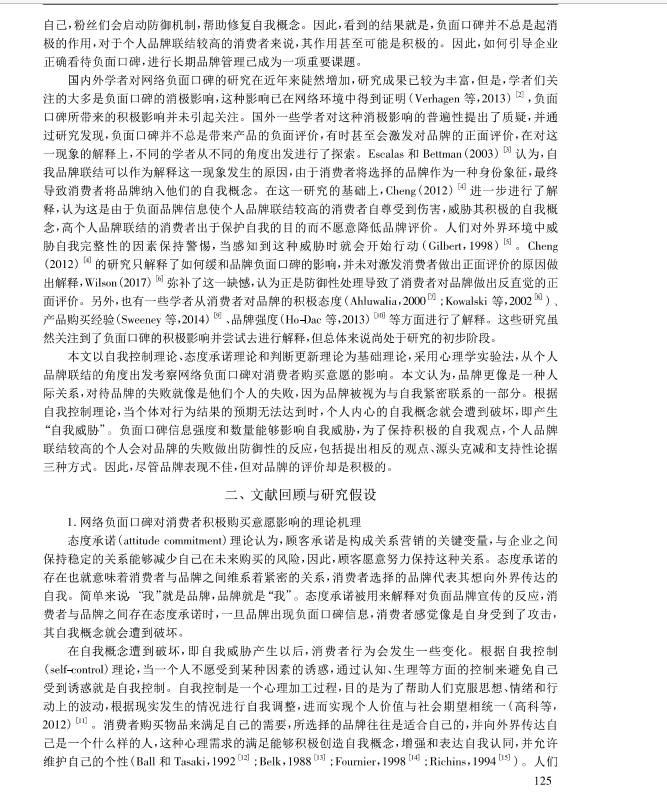 自己,粉丝们会启动防御机制,帮助修复自我概念。因此,看到的结果就是,负面口碑并不总是起消
极的作用,对于个人品牌联结较高的消费者来说,其作用甚至可能是积极的。因此,如何引导企业
正确看待负面口碑,进行长期品牌管理已成为一项重要课题。
国内外学者对网络负面口碑的研究在近年来陡然增加,研究成果已较为丰富,但是,学者们关
注的大多是负面口碑的消极影响,这种影响已在网络环境中得到证明(Verhagen 等,2013)[2],负面
口碑所带来的积极影响并未引起关注。国外一些学者对这种消极影响的普遍性提出了质疑,并通
过研究发现,负面口碑并不总是带来产品的负面评价,有时甚至会激发对品牌的正面评价,在对这
一现象的解释上,不同的学者从不同的角度出发进行了探索。Escalas 和 Bettman(2003)[3]认为,自
我品牌联结可以作为解释这一现象发生的原因,由于消费者将选择的品牌作为一种身份象征,最终
导致消费者将品牌纳入他们的自我概念。在这一研究的基础上,Cheng(2012)[4]进一步进行了解
释,认为这是由于负面品牌信息使个人品牌联结较高的消费者自尊受到伤害,威胁其积极的自我概
念,高个人品牌联结的消费者出于保护自我的目的而不愿意降低品牌评价。人们对外界环境中威
胁自我完整性的因素保持警惕,当感知到这种威胁时就会开始行动(Gilbert,1998)[5]。Cheng
(2012)[4]的研究只解释了如何缓和品牌负面口碑的影响,并未对激发消费者做出正面评价的原因做
出解释,Wilson(2017)[6]弥补了这一缺憾,认为正是防御性处理导致了消费者对品牌做出反直觉的正
面评价。另外,也有一些学者从消费者对品牌的积极态度(Ahluwalia,2000[7];Kowalski 等,2002[8])、
产品购买经验(Sweeney 等,2014)[9]、品牌强度(Ho-Dac 等,2013)[10]等方面进行了解释。这些研究虽
然关注到了负面口碑的积极影响并尝试去进行解释,但总体来说尚处于研究的初步阶段。
本文以自我控制理论、态度承诺理论和判断更新理论为基础理论,采用心理学实验法,从个人
品牌联结的角度出发考察网络负面口碑对消费者购买意愿的影响。本文认为,品牌更像是一种人
际关系,对待品牌的失败就像是他们个人的失败,因为品牌被视为与自我紧密联系的一部分。根据
自我控制理论,当个体对行为结果的预期无法达到时,个人内心的自我概念就会遭到破坏,即产生
“自我威胁”。负面口碑信息强度和数量能够影响自我威胁,为了保持积极的自我观点,个人品牌
联结较高的个人会对品牌的失败做出防御性的反应,包括提出相反的观点、源头克减和支持性论据
三种方式。因此,尽管品牌表现不佳,但对品牌的评价却是积极的。
二、文献回顾与研究假设
1.网络负面口碑对消费者积极购买意愿影响的理论机理
态度承诺(attitude commitment)理论认为,顾客承诺是构成关系营销的关键变量,与企业之间
保持稳定的关系能够减少自己在未来购买的风险,因此,顾客愿意努力保持这种关系。态度承诺的
存在也就意味着消费者与品牌之间维系着紧密的关系,消费者选择的品牌代表其想向外界传达的
自我。简单来说,“我”就是品牌,品牌就是“我”。态度承诺被用来解释对负面品牌宣传的反应,消费
者与品牌之间存在态度承诺时,一旦品牌出现负面口碑信息,消费者感觉像是自身受到了攻击,
其自我概念就会遭到破坏。
在自我概念遭到破坏,即自我威胁产生以后,消费者行为会发生一些变化。根据自我控制
(self-control)理论,当一个人不愿受到某种因素的诱惑,通过认知、生理等方面的控制来避免自己
受到诱惑就是自我控制。自我控制是一个心理加工过程,目的是为了帮助人们克服思想、情绪和行
动上的波动,根据现实发生的情况进行自我调整,进而实现个人价值与社会期望相统一(高科等,
2012)[11]。消费者购买物品来满足自己的需要,所选择的品牌往往是适合自己的,并向外界传达自
己是一个什么样的人,这种心理需求的满足能够积极创造自我概念,增强和表达自我认同,并允许
维护自己的个性(Ball 和 Tasaki,1992[12];Belk,1988[13];Fournier,1998[14];Richins,1994[15])。人们
125